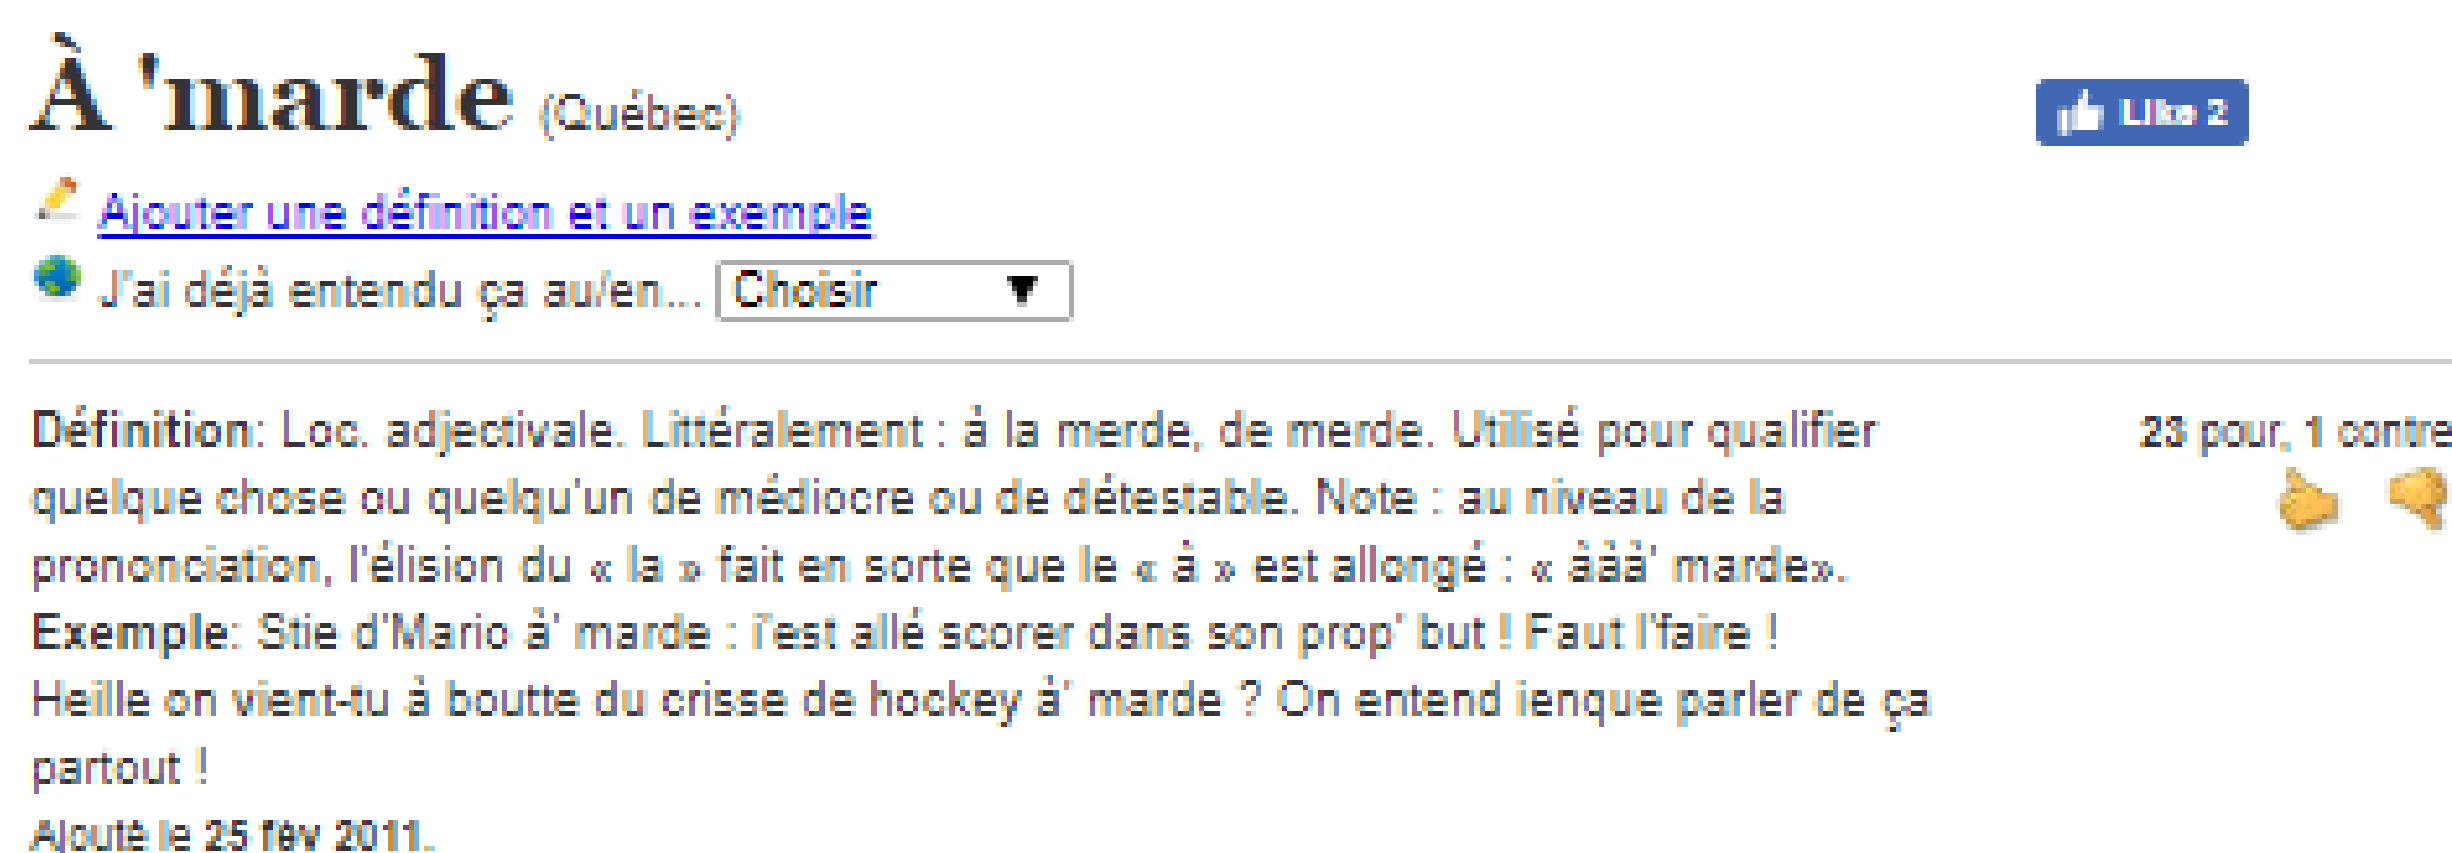 À 'marde (Québec)
Like 2
Ajouter une définition et un exemple
J'ai déjà entendu ça au/en... Choisir
Définition: Loc. adjectivale. Littéralement : à la merde, de merde. Utilisé pour qualifier
23 pour, 1 contre
quelque chose ou quelqu'un de médiocre ou de détestable. Note : au niveau de la
prononciation, l'élision du « la » fait en sorte que le « à » est allongé : « ààà' marde».
Exemple: Stie d'Mario à' marde : i'est allé scorer dans son prop' but ! Faut l'faire !
Heille on vient-tu à boutte du crisse de hockey à' marde ? On entend ienque parler de ça
partout !
Ajouté le 25 fév 2011.